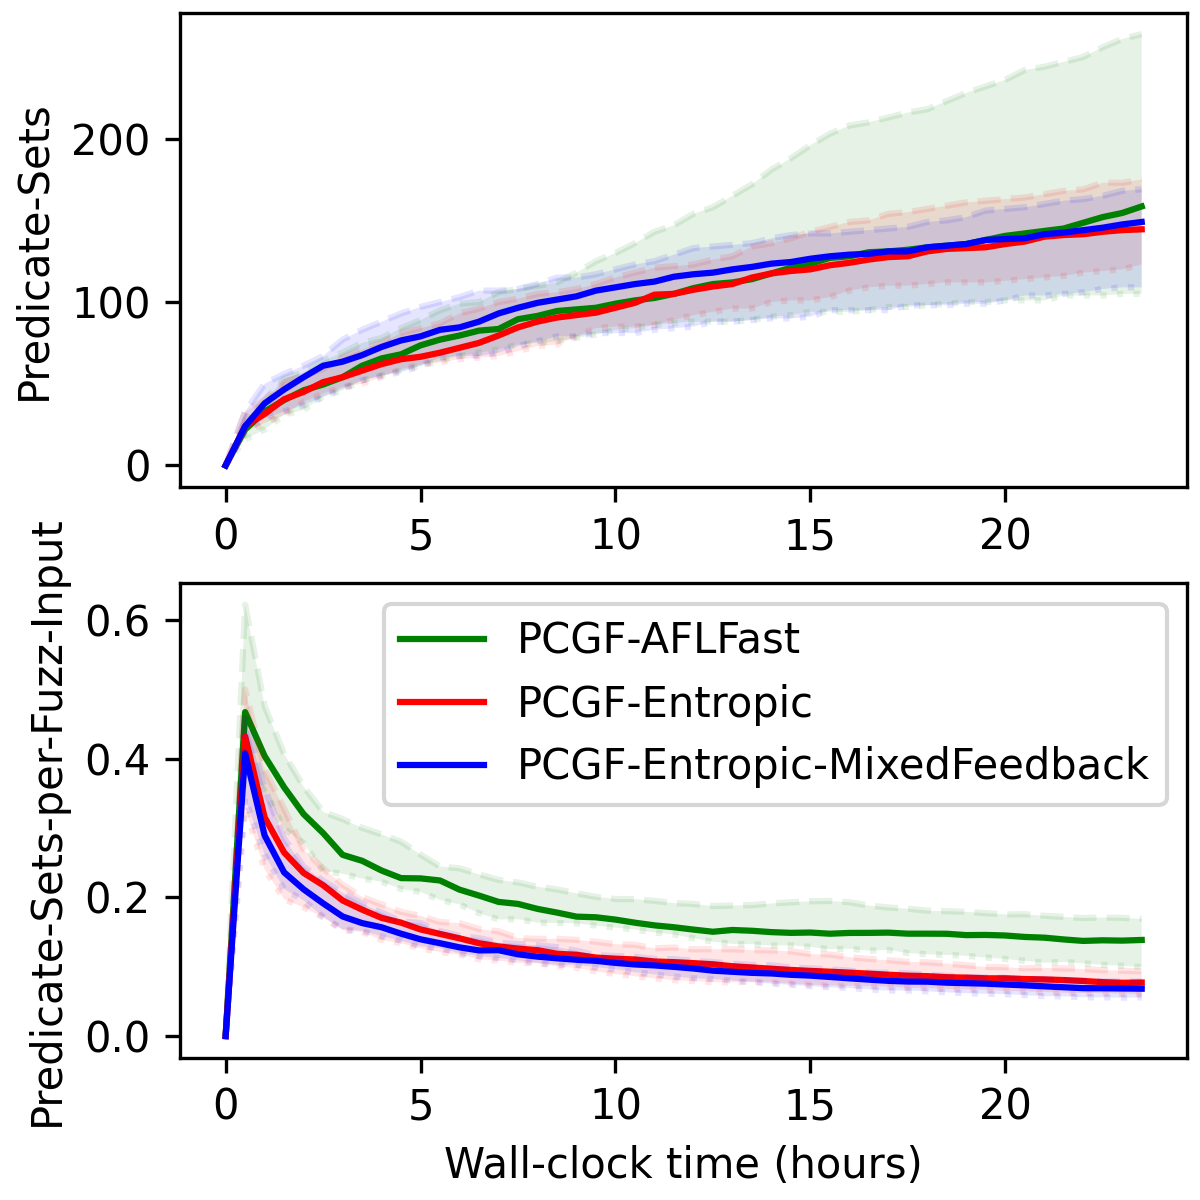 Predicate-Sets
200
100
0
0 5 10 15 20
Predicate-Sets-per-Fuzz-Input
0.6
0.4
0.2
0.0
PCGF-AFLFast
PCGF-Entropic
PCGF-Entropic-MixedFeedback
0 5 10 15 20
Wall-clock time (hours)